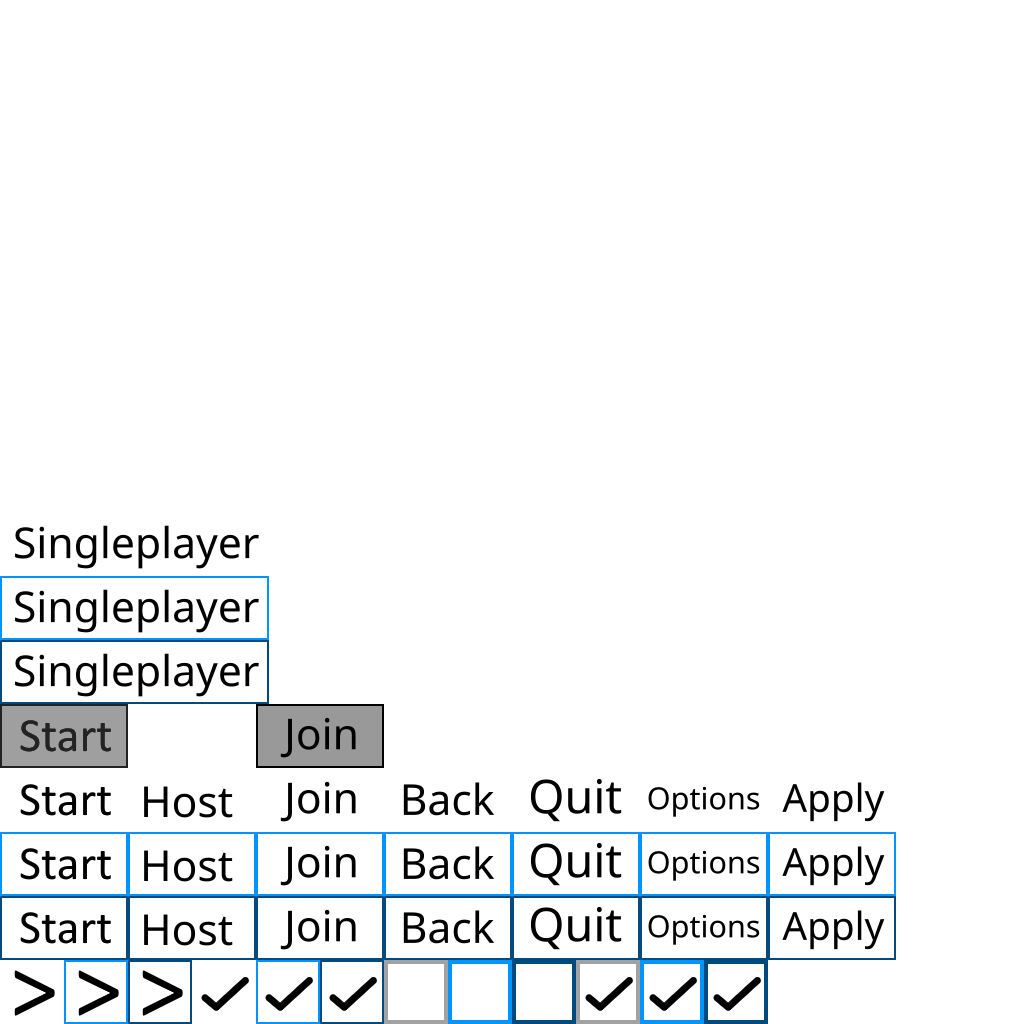 Singleplayer
Singleplayer
Singleplayer
Start Join
Start Host Join Back Quit Options Apply
Start Host Join Back Quit Options Apply
Start Host Join Back Quit Options Apply
> > > ✓ ✓ ✓ ✓ ✓ ✓